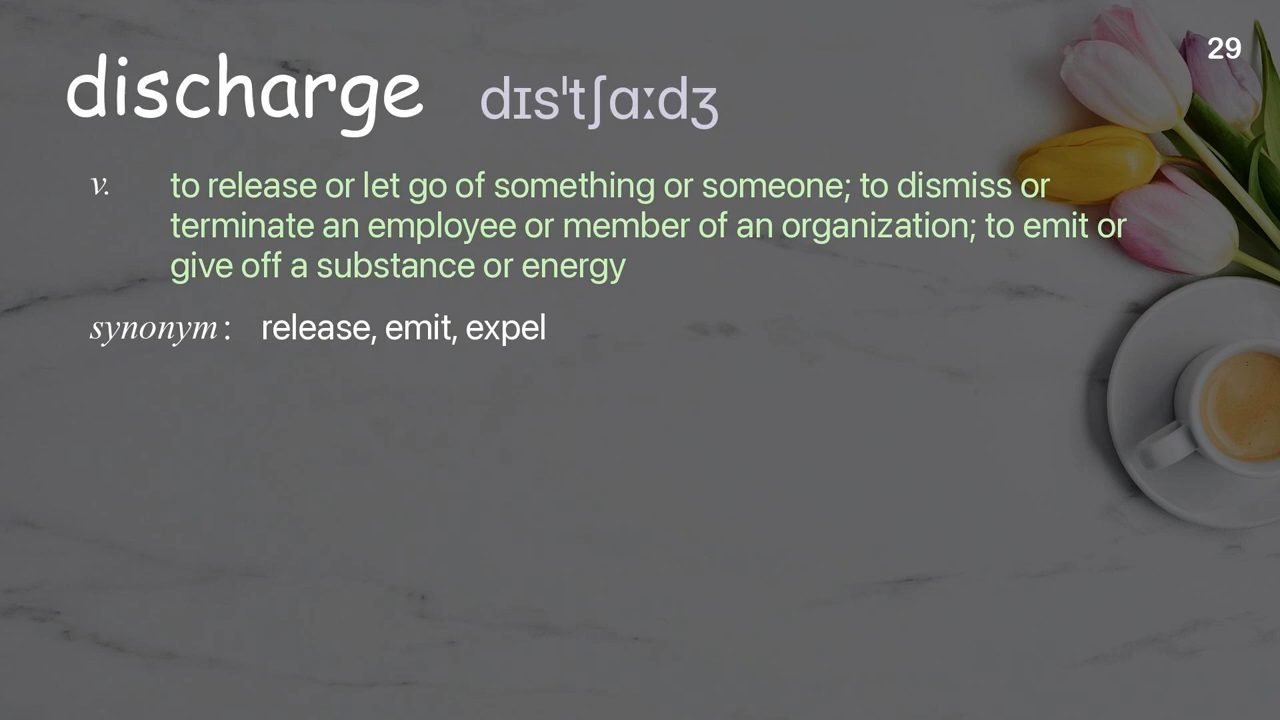 29
discharge dɪsˈtʃɑːdʒ
v. to release or let go of something or someone; to dismiss or
terminate an employee or member of an organization; to emit or
give off a substance or energy
synonym: release, emit, expel